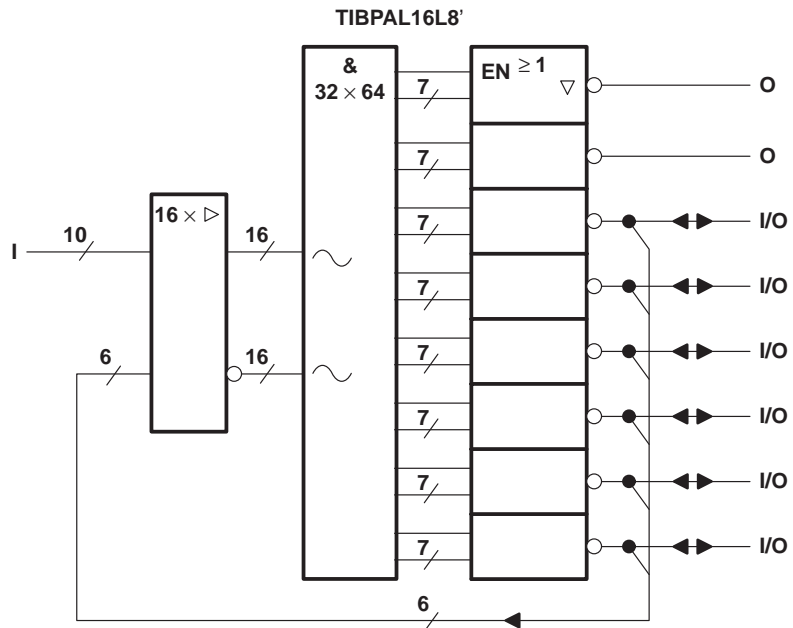 TIBPAL16L8’
&
32 × 64
EN ≥ 1
▽
7
O
7
O
16 × ▷
7
I/O
I
10
16
7
I/O
7
I/O
6
16
7
I/O
7
I/O
7
I/O
6